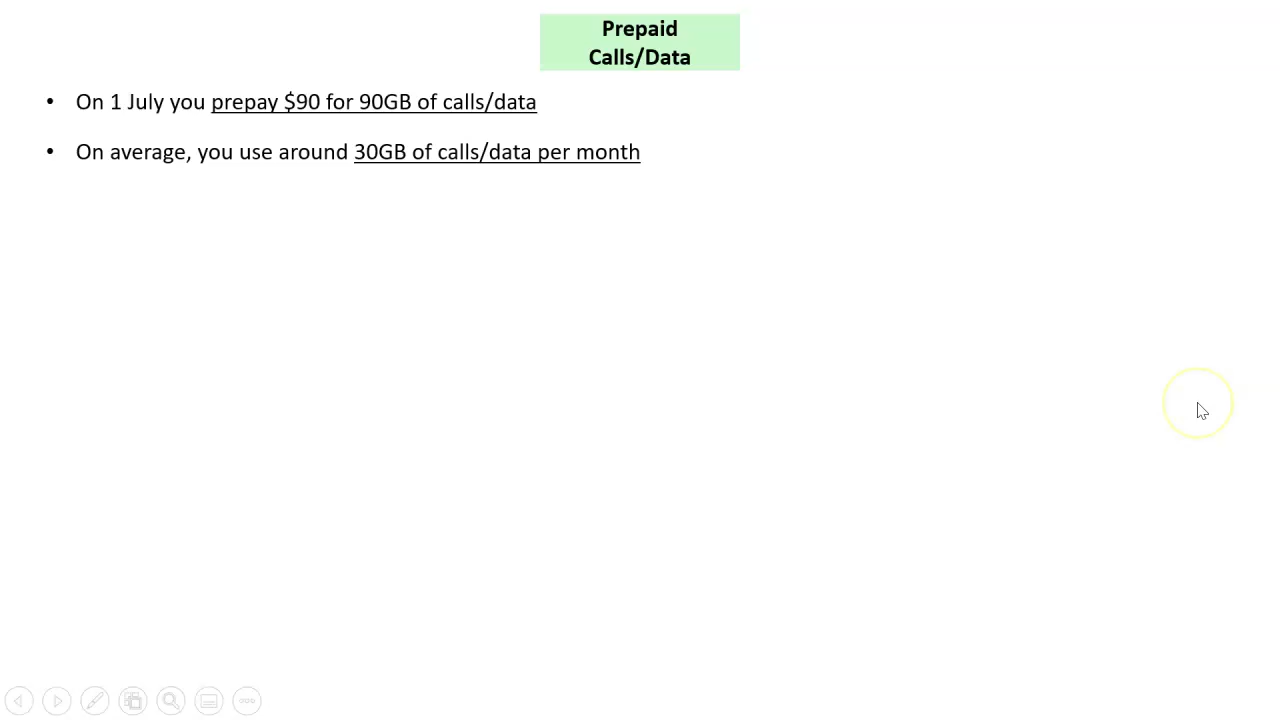 Prepaid
Calls/Data
• On 1 July you prepay $90 for 90GB of calls/data
• On average, you use around 30GB of calls/data per month